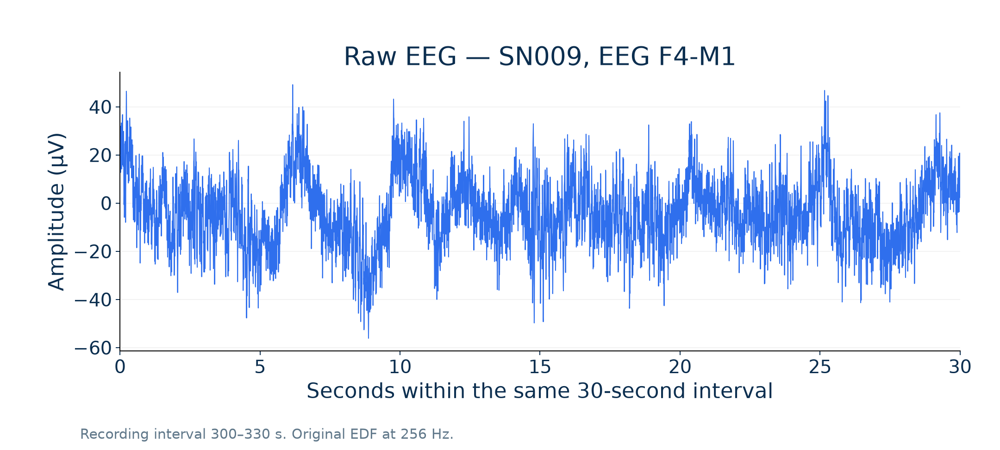 Raw EEG — SN009, EEG F4-M1
Amplitude (µV)
40
20
0
−20
−40
−60
0 5 10 15 20 25 30
Seconds within the same 30-second interval
Recording interval 300–330 s. Original EDF at 256 Hz.